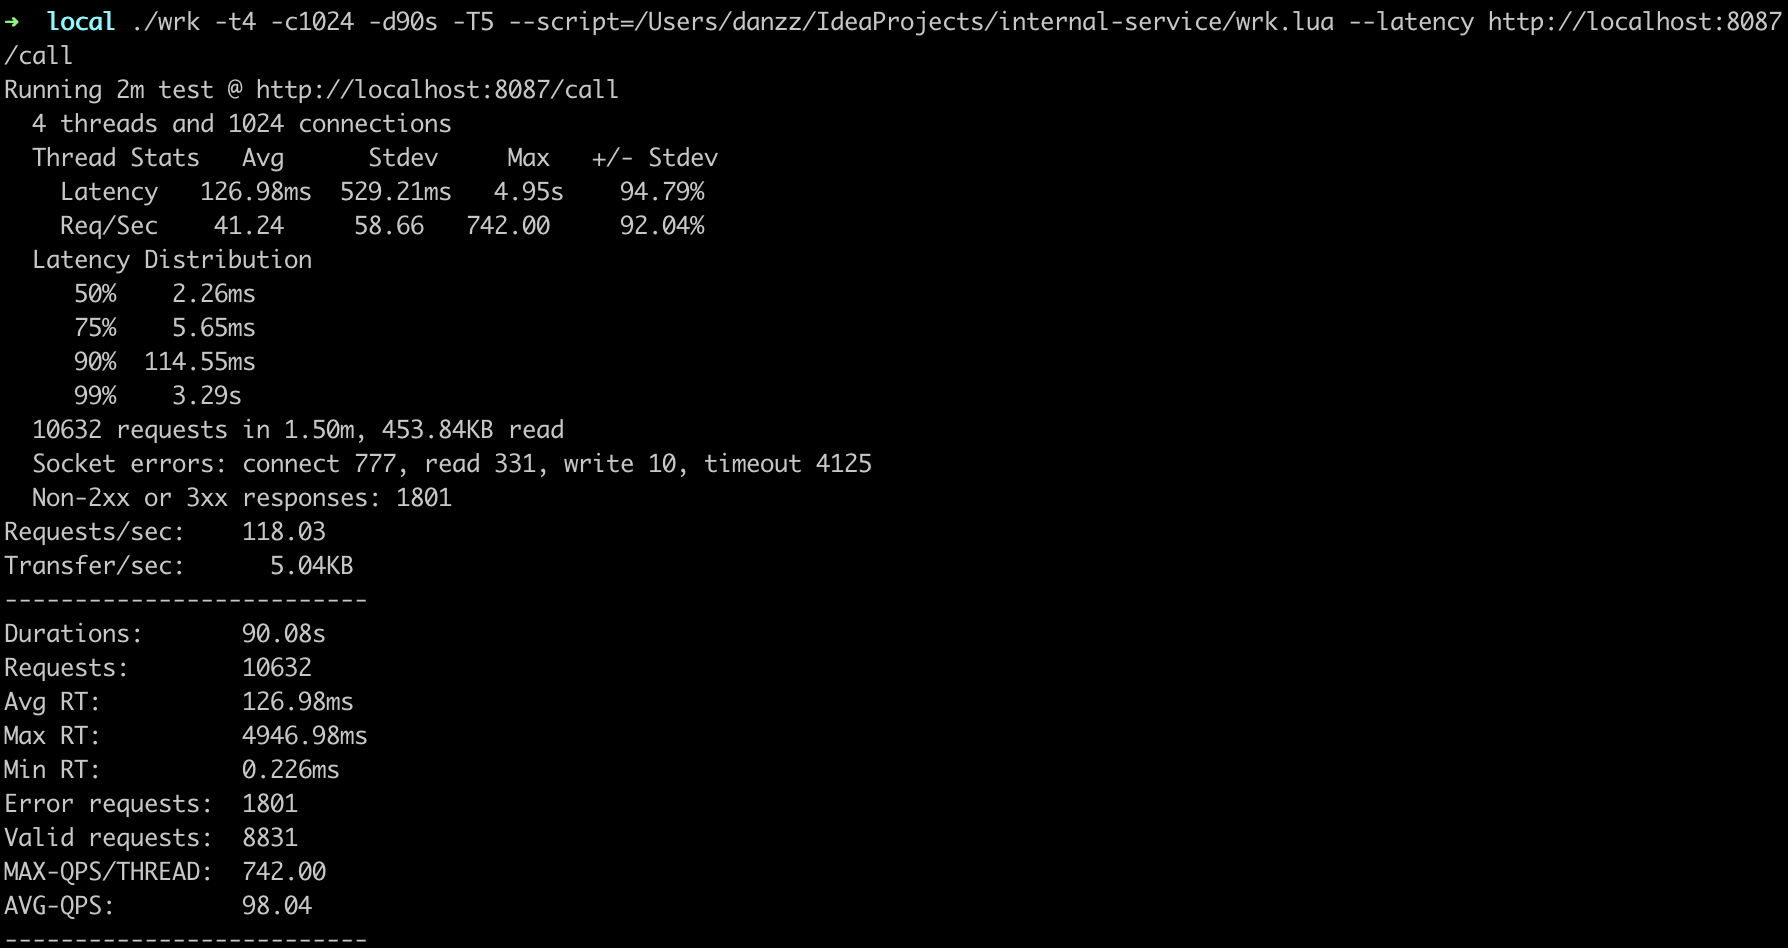 ➜  local ./wrk -t4 -c1024 -d90s -T5 --script=/Users/danzz/IdeaProjects/internal-service/wrk.lua --latency http://localhost:8087
/call
Running 2m test @ http://localhost:8087/call
  4 threads and 1024 connections
  Thread Stats   Avg      Stdev     Max   +/- Stdev
    Latency   126.98ms  529.21ms   4.95s    94.79%
    Req/Sec    41.24     58.66   742.00     92.04%
  Latency Distribution
     50%    2.26ms
     75%    5.65ms
     90%  114.55ms
     99%    3.29s
  10632 requests in 1.50m, 453.84KB read
  Socket errors: connect 777, read 331, write 10, timeout 4125
  Non-2xx or 3xx responses: 1801
Requests/sec:    118.03
Transfer/sec:      5.04KB
--------------------------
Durations:       90.08s
Requests:        10632
Avg RT:          126.98ms
Max RT:          4946.98ms
Min RT:          0.226ms
Error requests:  1801
Valid requests:  8831
MAX-QPS/THREAD:  742.00
AVG-QPS:         98.04
--------------------------